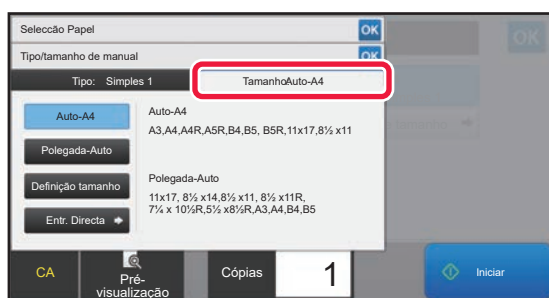 Seleccão Papel
OK
OK
Tipo/tamanho de manual
OK
Tipo: Simples 1
TamanhoAuto-A4
Auto-A4
Polegada-Auto
Definição tamanho
Entr. Directa
Auto-A4
A3,A4,A4R,A5R,B4,B5, B5R,11x17,8½ x11
Polegada-Auto
11x17, 8½ x14,8½ x11, 8½ x11R,
7¼ x 10½R,5½ x8½R,A3,A4,B4,B5
CA
Pré-
visualização
Cópias
1
Iniciar